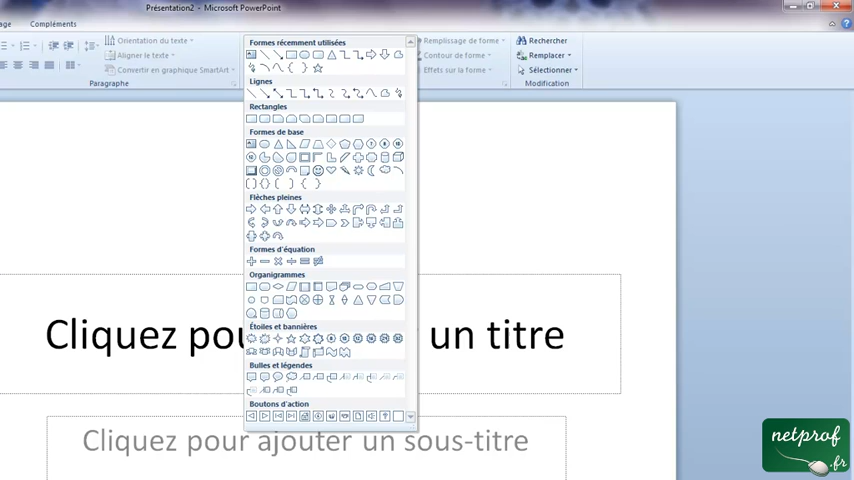 Présentation2 - Microsoft PowerPoint
Compléments
Orientation du texte
Aligner le texte
Convertir en graphique SmartArt
Paragraphe
Formes récemment utilisées
Lignes
Rectangles
Formes de base
Flèches pleines
Formes d'équation
Organigrammes
Étoiles et bannières
Bulles et légendes
Boutons d'action
Remplissage de forme
Contour de forme
Effets sur la forme
Rechercher
Remplacer
Sélectionner
Modification
Cliquez un titre
Cliquez pour ajouter un sous-titre
netprof
.fr